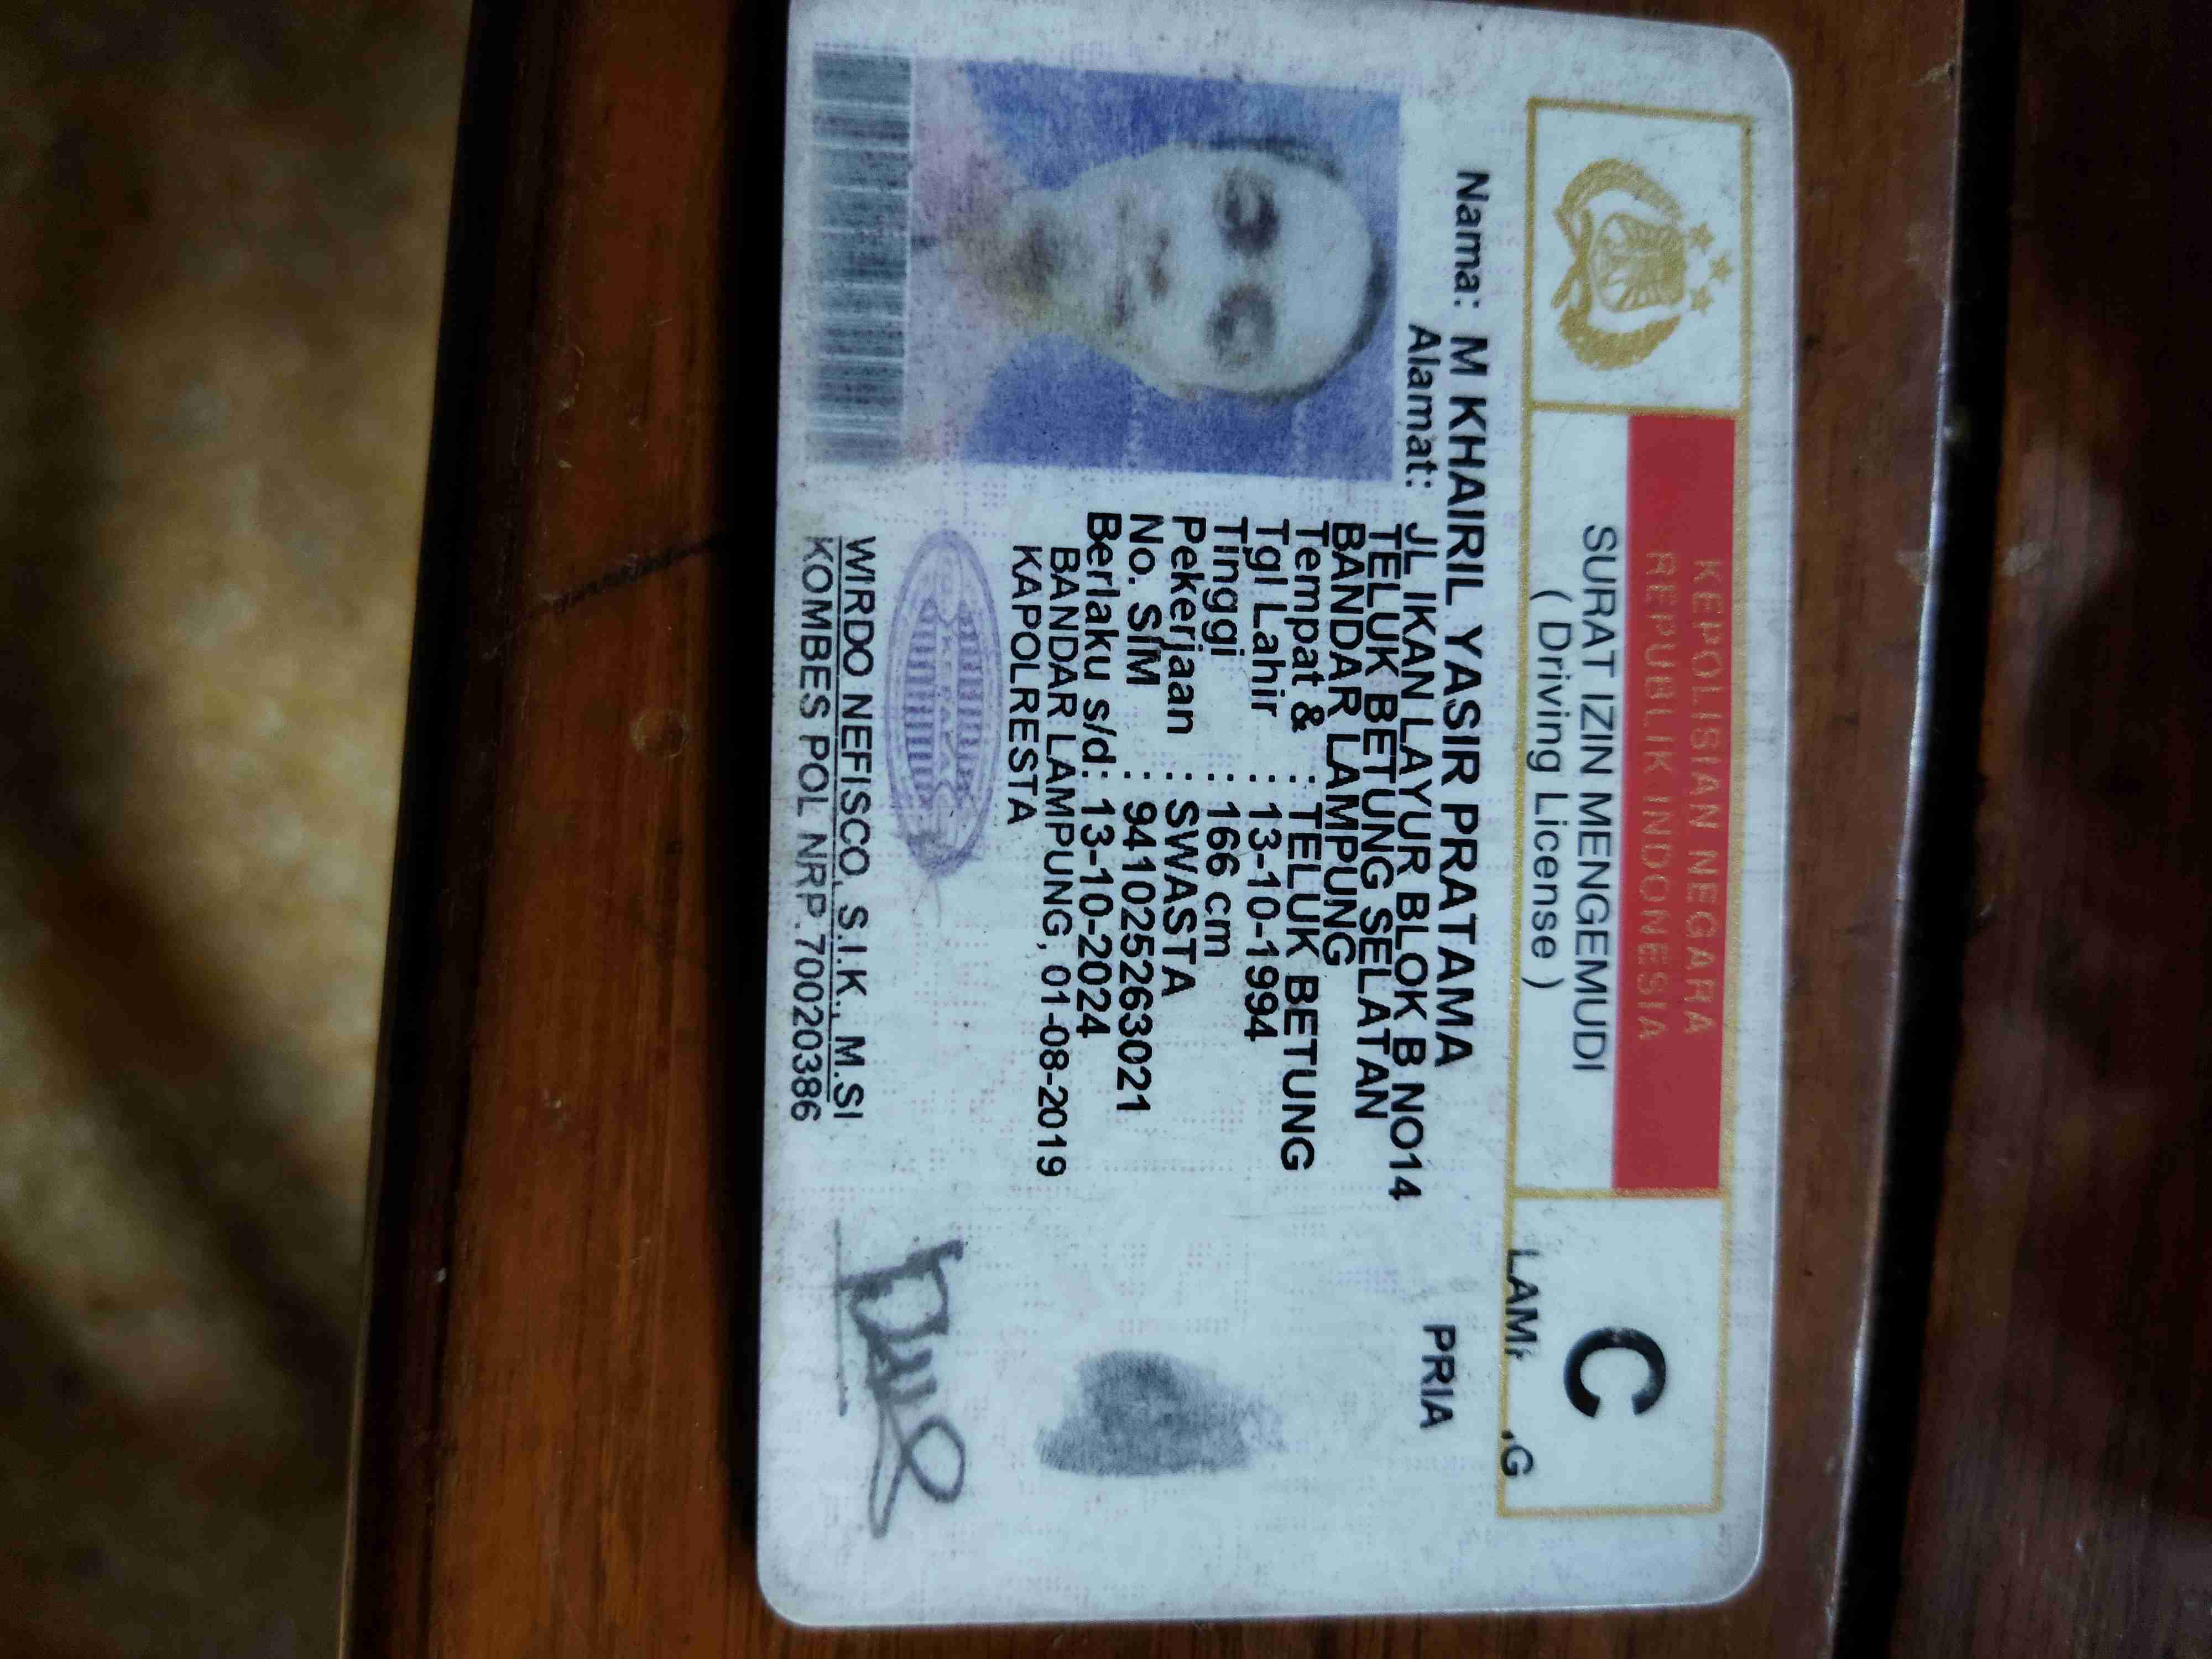 KEPOLISIAN NEGARA
REPUBLIK INDONESIA
SURAT IZIN MENGEMUDI
( Driving License )
C
Nama: M KHAIRIL YASIR PRATAMA
PRIA
Alamat: JL IKAN LAYUR BLOK B NO14
TELUK BETUNG SELATAN
BANDAR LAMPUNG
Tempat & : TELUK BETUNG
Tgl Lahir : 13-10-1994
Tinggi : 166 cm
Pekerjaan : SWASTA
No. SIM : 941025263021
Berlaku s/d: 13-10-2024
BANDAR LAMPUNG, 01-08-2019
KAPOLRESTA
WIRDO NEFISCO, S.I.K., M.SI
KOMBES POL NRP.70020386